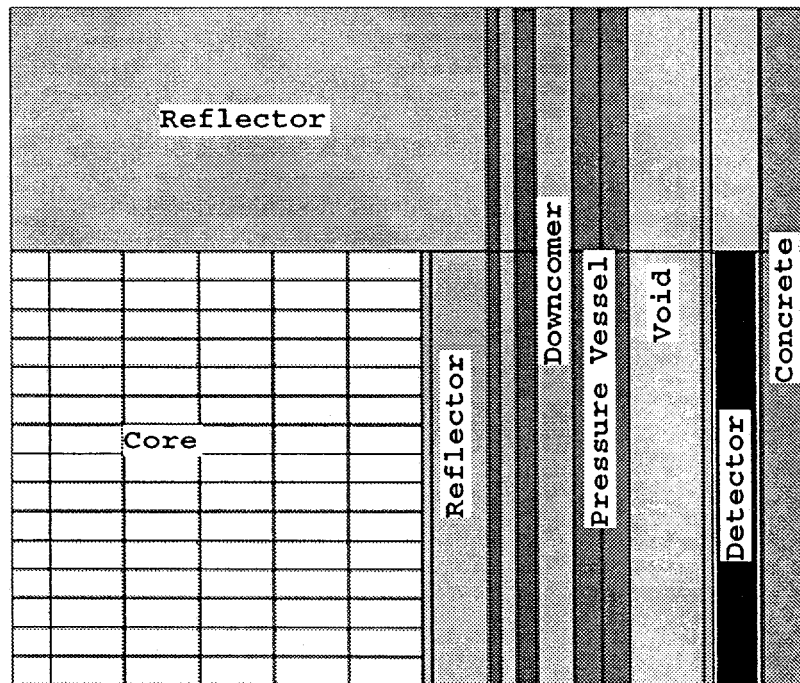 Reflector
Core
Reflector
Downcomer
Pressure Vessel
Void
Detector
Concrete